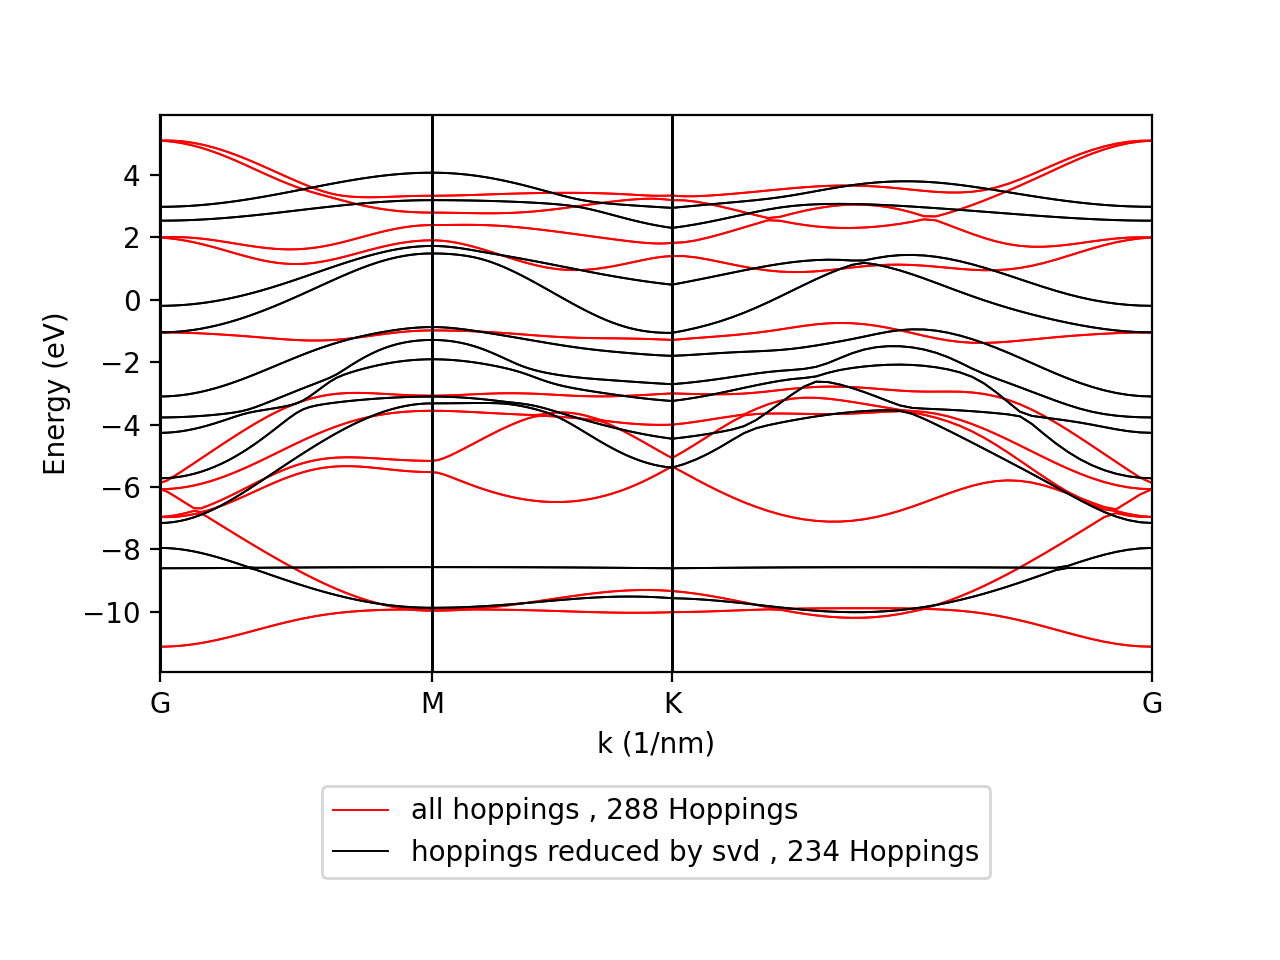 4
2
0
−2
−4
−6
−8
−10
Energy (eV)
G M K G
k (1/nm)
all hoppings , 288 Hoppings
hoppings reduced by svd , 234 Hoppings